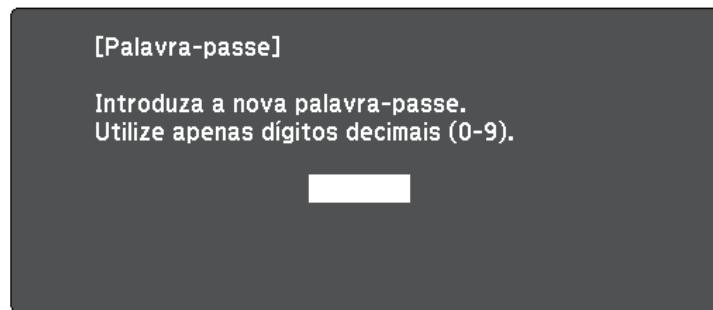 [Palavra-passe]
Introduza a nova palavra-passe.
Utilize apenas dígitos decimais (0-9).